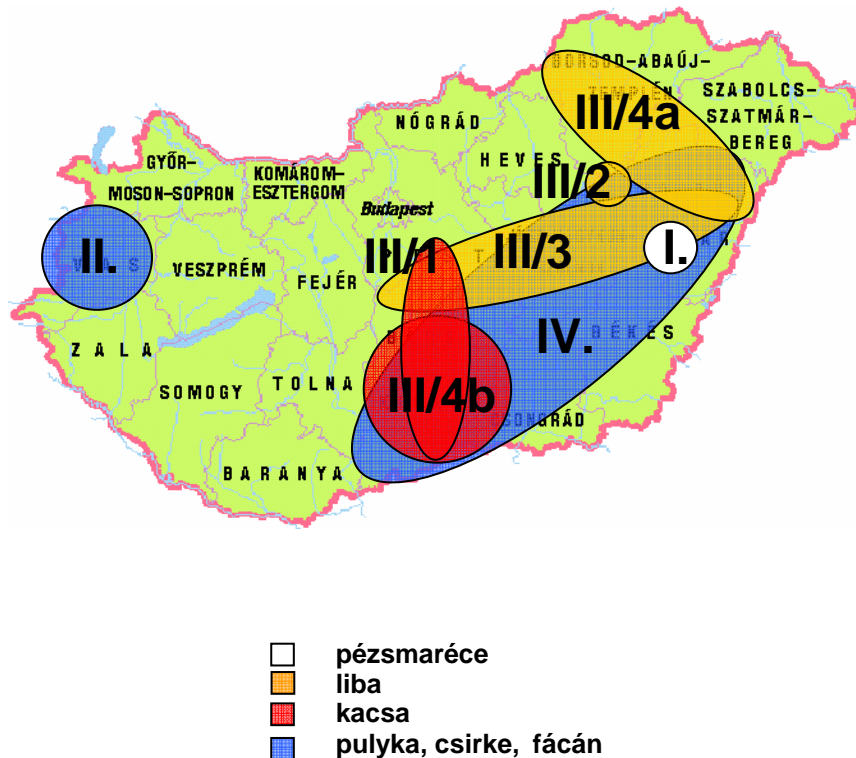 BORSOD-ABAÚJ-
ZEMPLÉN
SZABOLCS-
SZATMÁR-
BEREG
III/4a
NÓGRÁD
HEVES
GYŐR-
MOSON-SOPRON
KOMÁROM-
ESZTERGOM
III/2
Budapest
II.
VAS
VESZPRÉM
FEJÉR
III/1
III/3
I.
IV.
BÉKÉS
ZALA
SOMOGY
TOLNA
III/4b
CSONGRÁD
BARANYA
pézsmaréce
liba
kacsa
pulyka, csirke, fácán